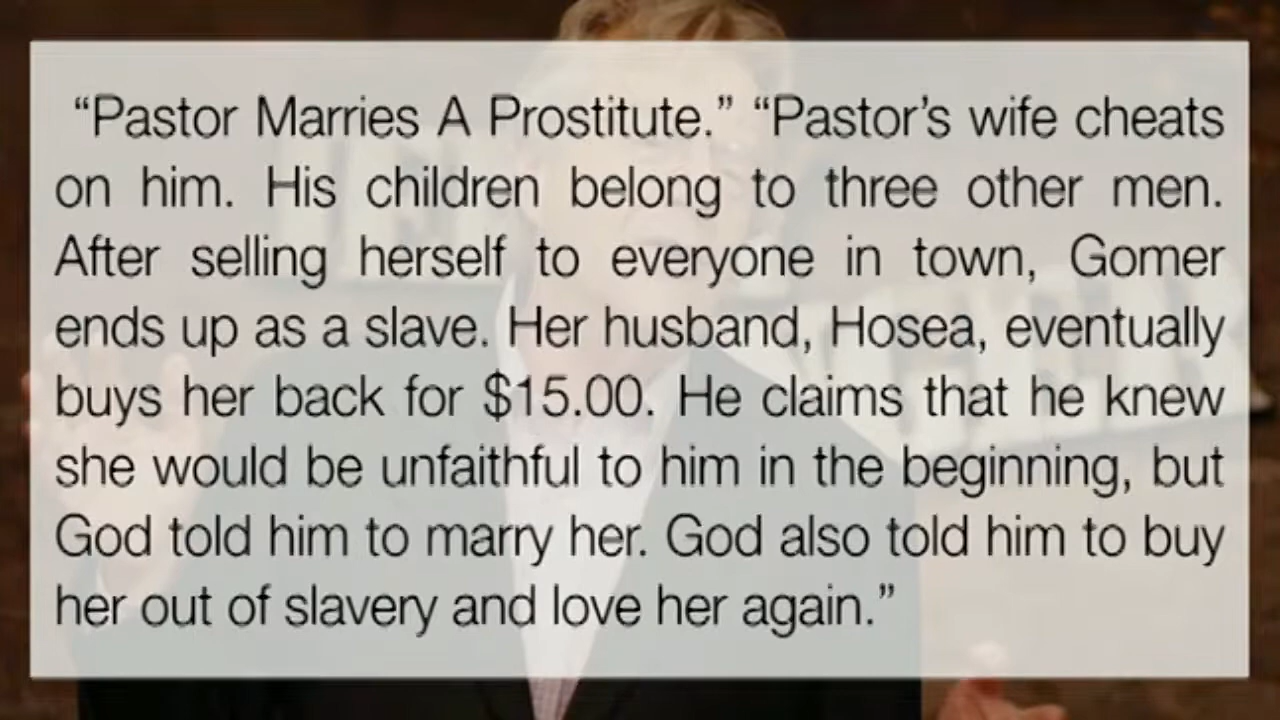 “Pastor Marries A Prostitute.” “Pastor’s wife cheats
on him. His children belong to three other men.
After selling herself to everyone in town, Gomer
ends up as a slave. Her husband, Hosea, eventually
buys her back for $15.00. He claims that he knew
she would be unfaithful to him in the beginning, but
God told him to marry her. God also told him to buy
her out of slavery and love her again.”